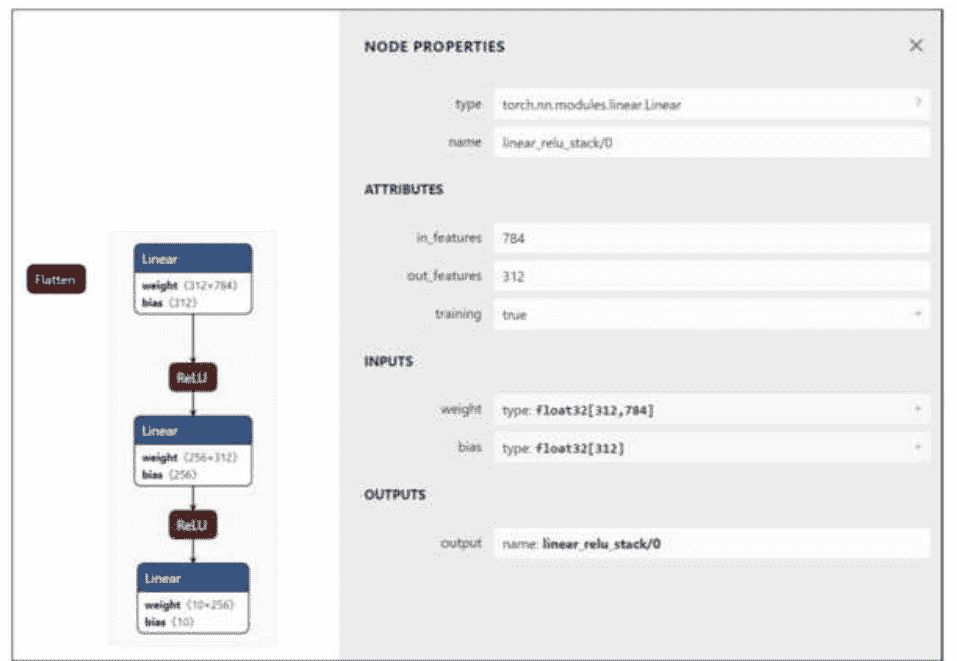 Flatten
Linear
weight ⟨312×784⟩
bias ⟨312⟩
ReLU
Linear
weight ⟨256×312⟩
bias ⟨256⟩
ReLU
Linear
weight ⟨10×256⟩
bias ⟨10⟩
NODE PROPERTIES
type torch.nn.modules.linear.Linear ?
name linear_relu_stack/0
ATTRIBUTES
in_features 784
out_features 312
training true +
INPUTS
weight type: float32[312,784] +
bias type: float32[312] +
OUTPUTS
output name: linear_relu_stack/0